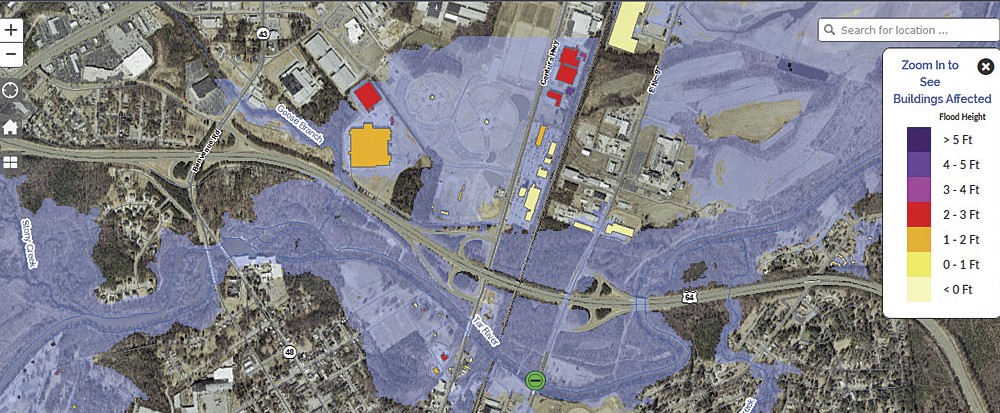 +
−
43
Search for location ...
Zoom In to
See
Buildings Affected
Flood Height
> 5 Ft
4 - 5 Ft
3 - 4 Ft
2 - 3 Ft
1 - 2 Ft
0 - 1 Ft
< 0 Ft
Goose Branch
Stony Creek
64
Tar River
48